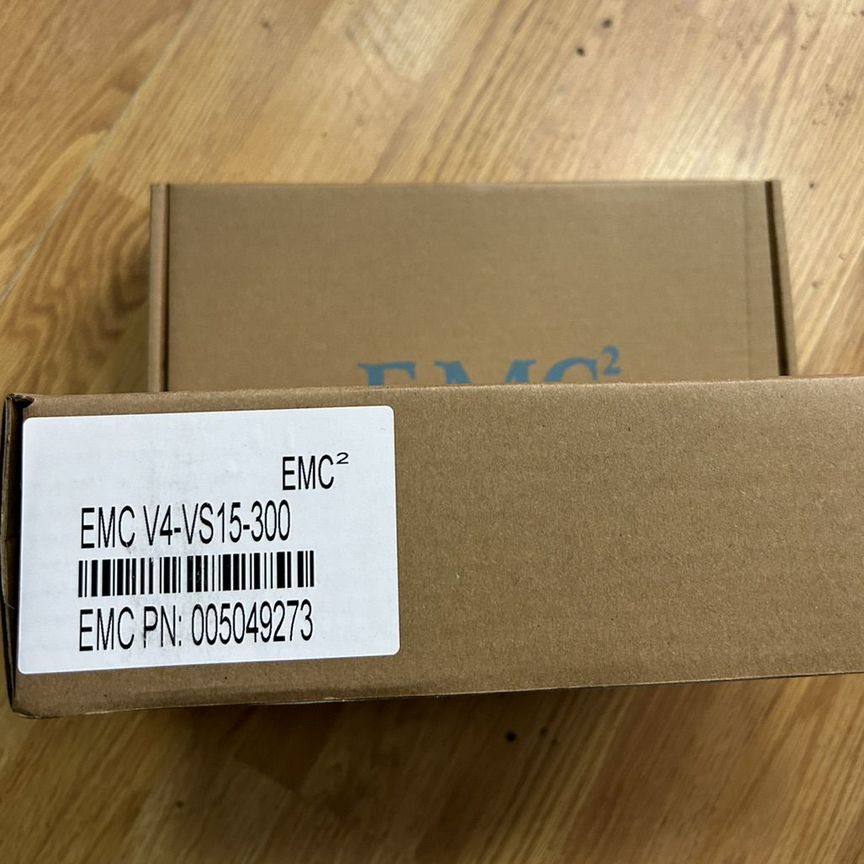 EMC²
EMC²
EMC V4-VS15-300
EMC PN: 005049273